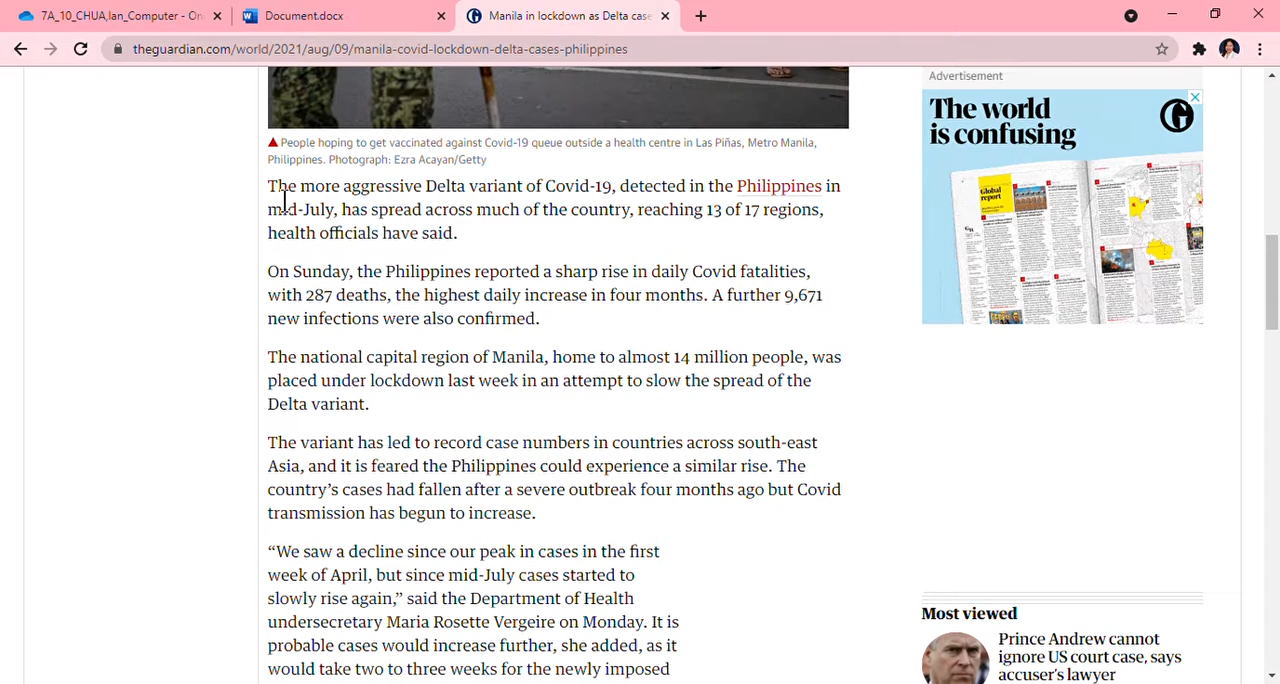 7A_10_CHUA,Ian_Computer - On
Document.docx
Manila in lockdown as Delta case
theguardian.com/world/2021/aug/09/manila-covid-lockdown-delta-cases-philippines
Advertisement
The world
is confusing
Global
report
People hoping to get vaccinated against Covid-19 queue outside a health centre in Las Piñas, Metro Manila,
Philippines. Photograph: Ezra Acayan/Getty
The more aggressive Delta variant of Covid-19, detected in the Philippines in
mid-July, has spread across much of the country, reaching 13 of 17 regions,
health officials have said.
On Sunday, the Philippines reported a sharp rise in daily Covid fatalities,
with 287 deaths, the highest daily increase in four months. A further 9,671
new infections were also confirmed.
The national capital region of Manila, home to almost 14 million people, was
placed under lockdown last week in an attempt to slow the spread of the
Delta variant.
The variant has led to record case numbers in countries across south-east
Asia, and it is feared the Philippines could experience a similar rise. The
country’s cases had fallen after a severe outbreak four months ago but Covid
transmission has begun to increase.
“We saw a decline since our peak in cases in the first
week of April, but since mid-July cases started to
slowly rise again,” said the Department of Health
undersecretary Maria Rosette Vergeire on Monday. It is
probable cases would increase further, she added, as it
would take two to three weeks for the newly imposed
Most viewed
Prince Andrew cannot
ignore US court case, says
accuser’s lawyer